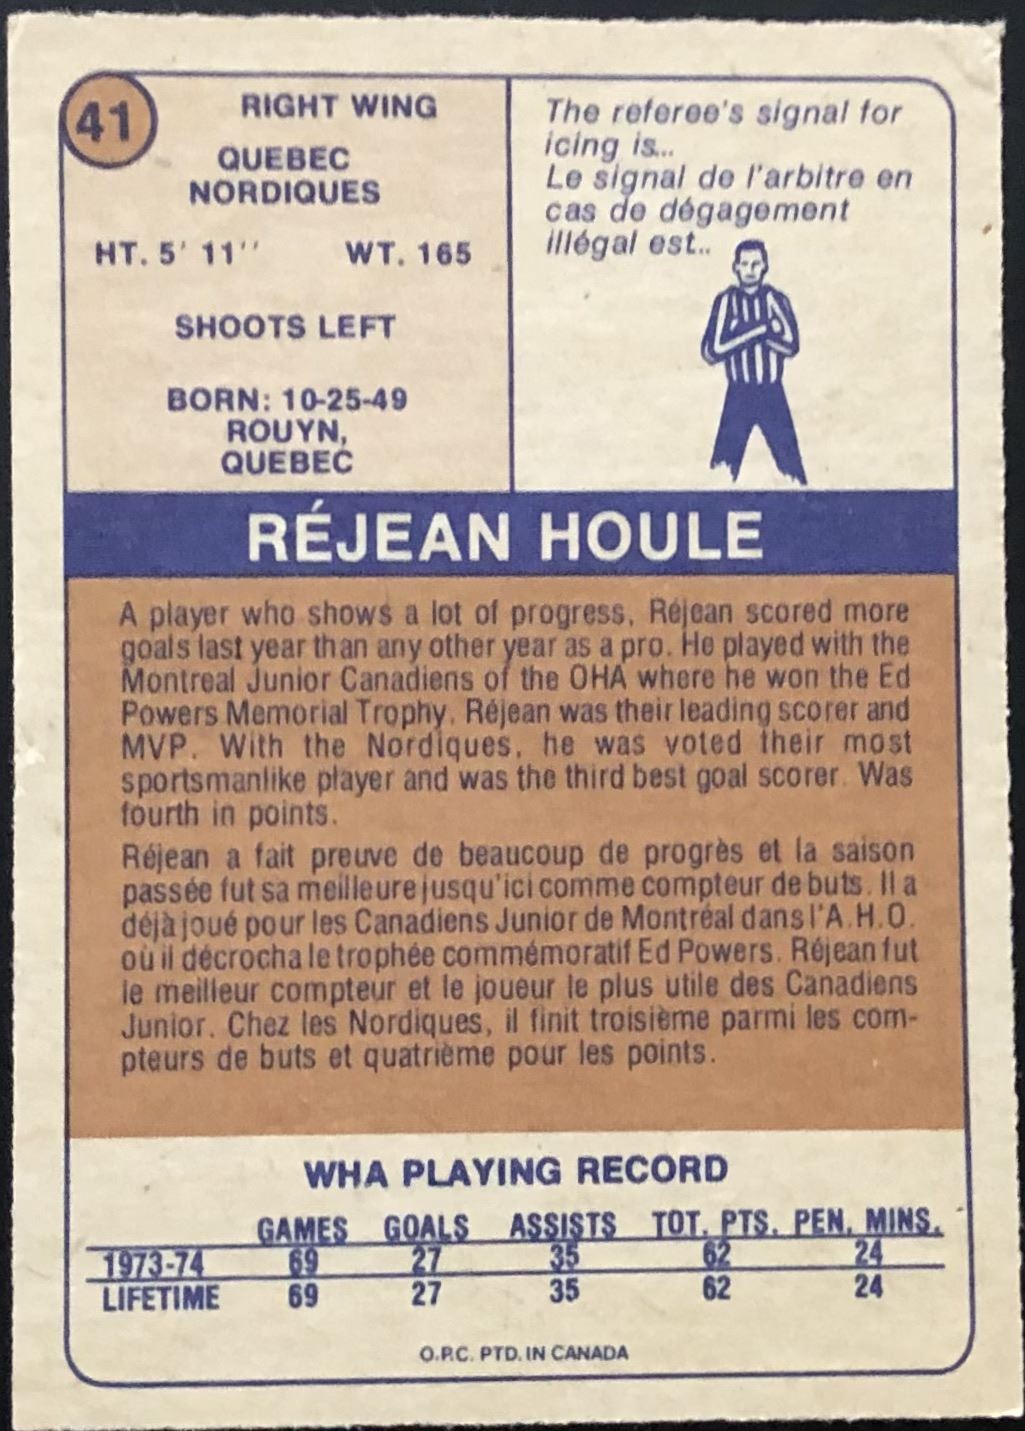 41
RIGHT WING
QUEBEC
NORDIQUES
HT. 5' 11'' WT. 165
SHOOTS LEFT
BORN: 10-25-49
ROUYN,
QUEBEC
The referee's signal for
icing is...
Le signal de l'arbitre en
cas de dégagement
illégal est..
RÉJEAN HOULE
A player who shows a lot of progress, Réjean scored more
goals last year than any other year as a pro. He played with the
Montreal Junior Canadiens of the OHA where he won the Ed
Powers Memorial Trophy. Réjean was their leading scorer and
MVP. With the Nordiques, he was voted their most
sportsmanlike player and was the third best goal scorer. Was
fourth in points.
Réjean a fait preuve de beaucoup de progrès et la saison
passée fut sa meilleure jusqu'ici comme compteur de buts. Il a
déjà joué pour les Canadiens Junior de Montréal dans l'A.H.O.
où il décrocha le trophée commémoratif Ed Powers. Réjean fut
le meilleur compteur et le joueur le plus utile des Canadiens
Junior. Chez les Nordiques, il finit troisième parmi les com-
pteurs de buts et quatrième pour les points.
WHA PLAYING RECORD
GAMES GOALS ASSISTS TOT. PTS. PEN. MINS.
1973-74 69 27 35 62 24
LIFETIME 69 27 35 62 24
O.P.C. PTD. IN CANADA